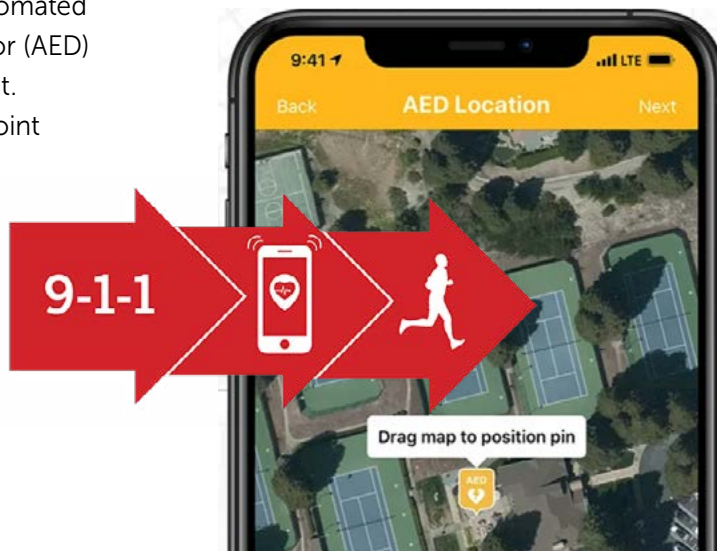 omated
or (AED)
t.
oint
9:41 LTE
Back AED Location Next
9-1-1
Drag map to position pin
AED